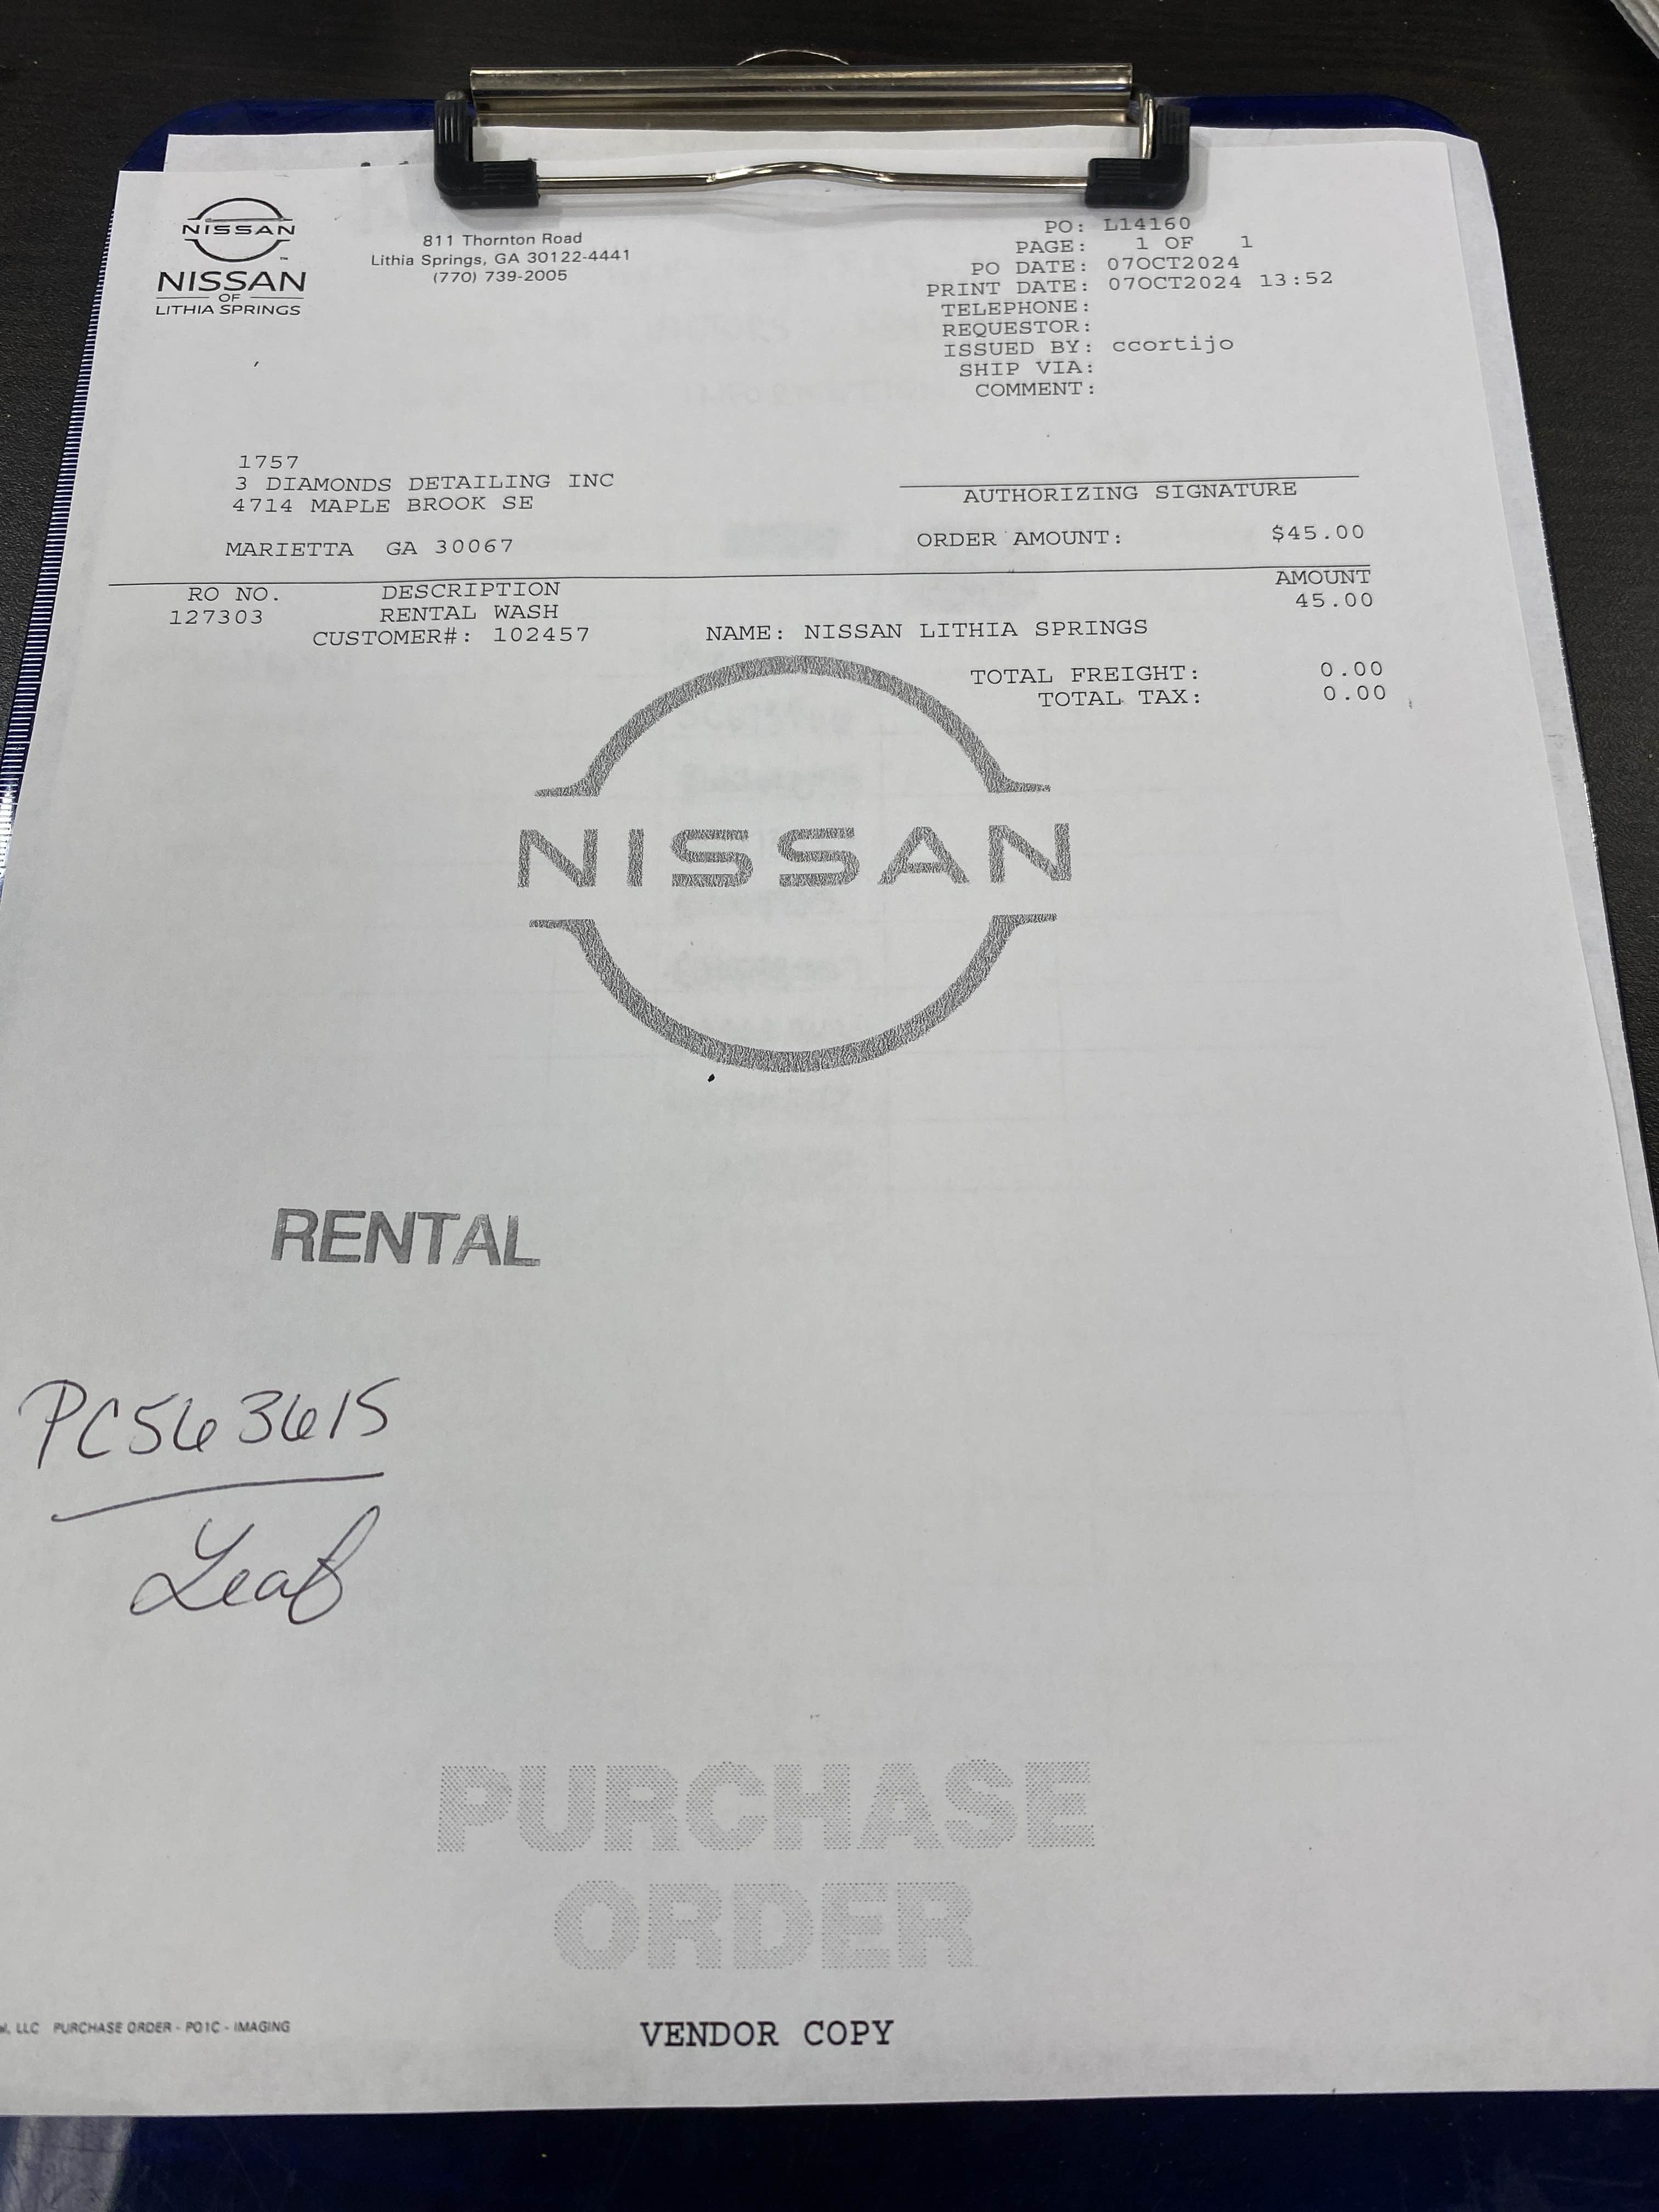 NISSAN
NISSAN
OF
LITHIA SPRINGS
811 Thornton Road
Lithia Springs, GA 30122-4441
(770) 739-2005
PO: L14160
PAGE: 1 OF 1
PO DATE: 07OCT2024
PRINT DATE: 07OCT2024 13:52
TELEPHONE:
REQUESTOR:
ISSUED BY: ccortijo
SHIP VIA:
COMMENT:
1757
3 DIAMONDS DETAILING INC
4714 MAPLE BROOK SE
MARIETTA GA 30067
AUTHORIZING SIGNATURE
ORDER AMOUNT: $45.00
RO NO. DESCRIPTION AMOUNT
127303 RENTAL WASH 45.00
CUSTOMER#: 102457 NAME: NISSAN LITHIA SPRINGS
TOTAL FREIGHT: 0.00
TOTAL TAX: 0.00
NISSAN
RENTAL
PC563615
Leaf
PURCHASE
ORDER
LLC PURCHASE ORDER - PO1C - IMAGING
VENDOR COPY